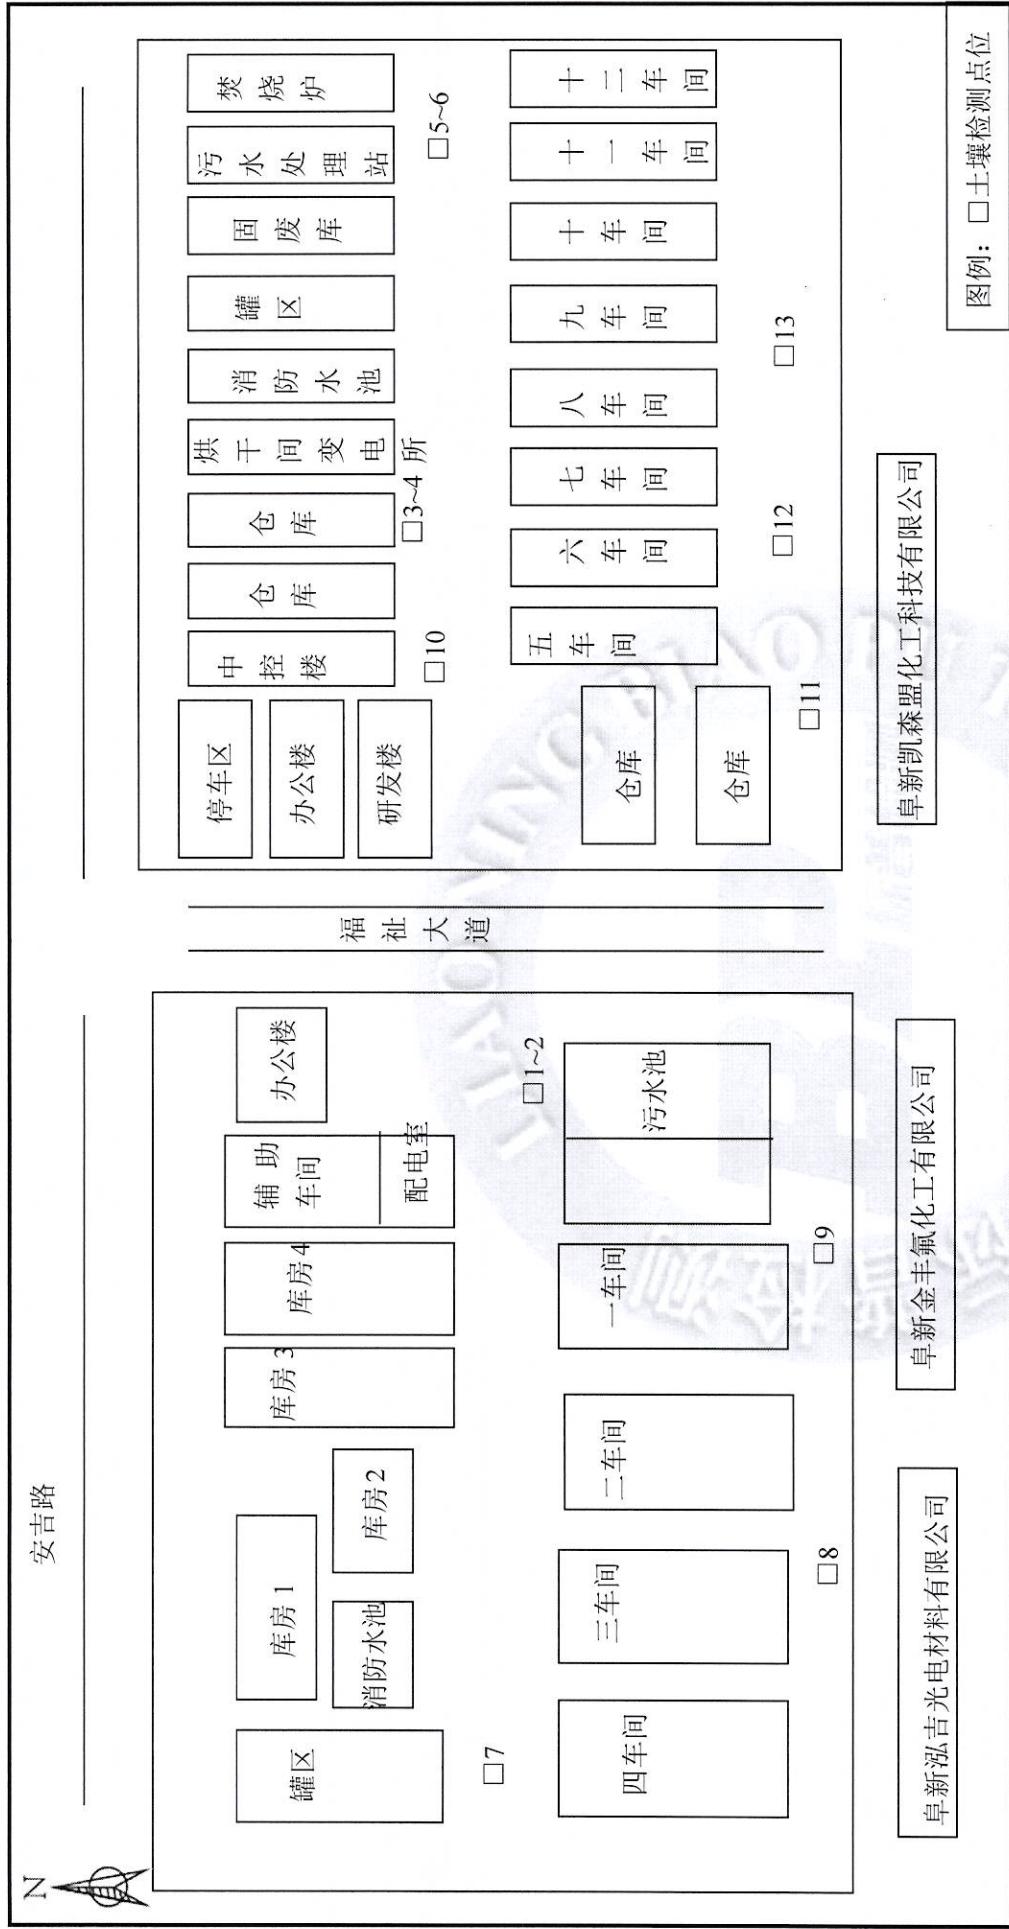 N
安吉路
罐区
库房1
消防水池
库房2
库房3
库房4
辅助
车间
配电室
办公楼
□7
□1~2
四车间
三车间
二车间
一车间
污水池
□8
□9
福祉大道
停车区
办公楼
研发楼
中控楼
仓库
仓库
烘干间变电所
消防水池
罐区
固废库
污水处理站
焚烧炉
□10
□3~4
□5~6
仓库
仓库
五车间
六车间
七车间
八车间
九车间
十车间
十一车间
十二车间
□11
□12
□13
阜新泓吉光电材料有限公司
阜新金丰氟化工有限公司
阜新凯森盟化工科技有限公司
图例：□土壤检测点位